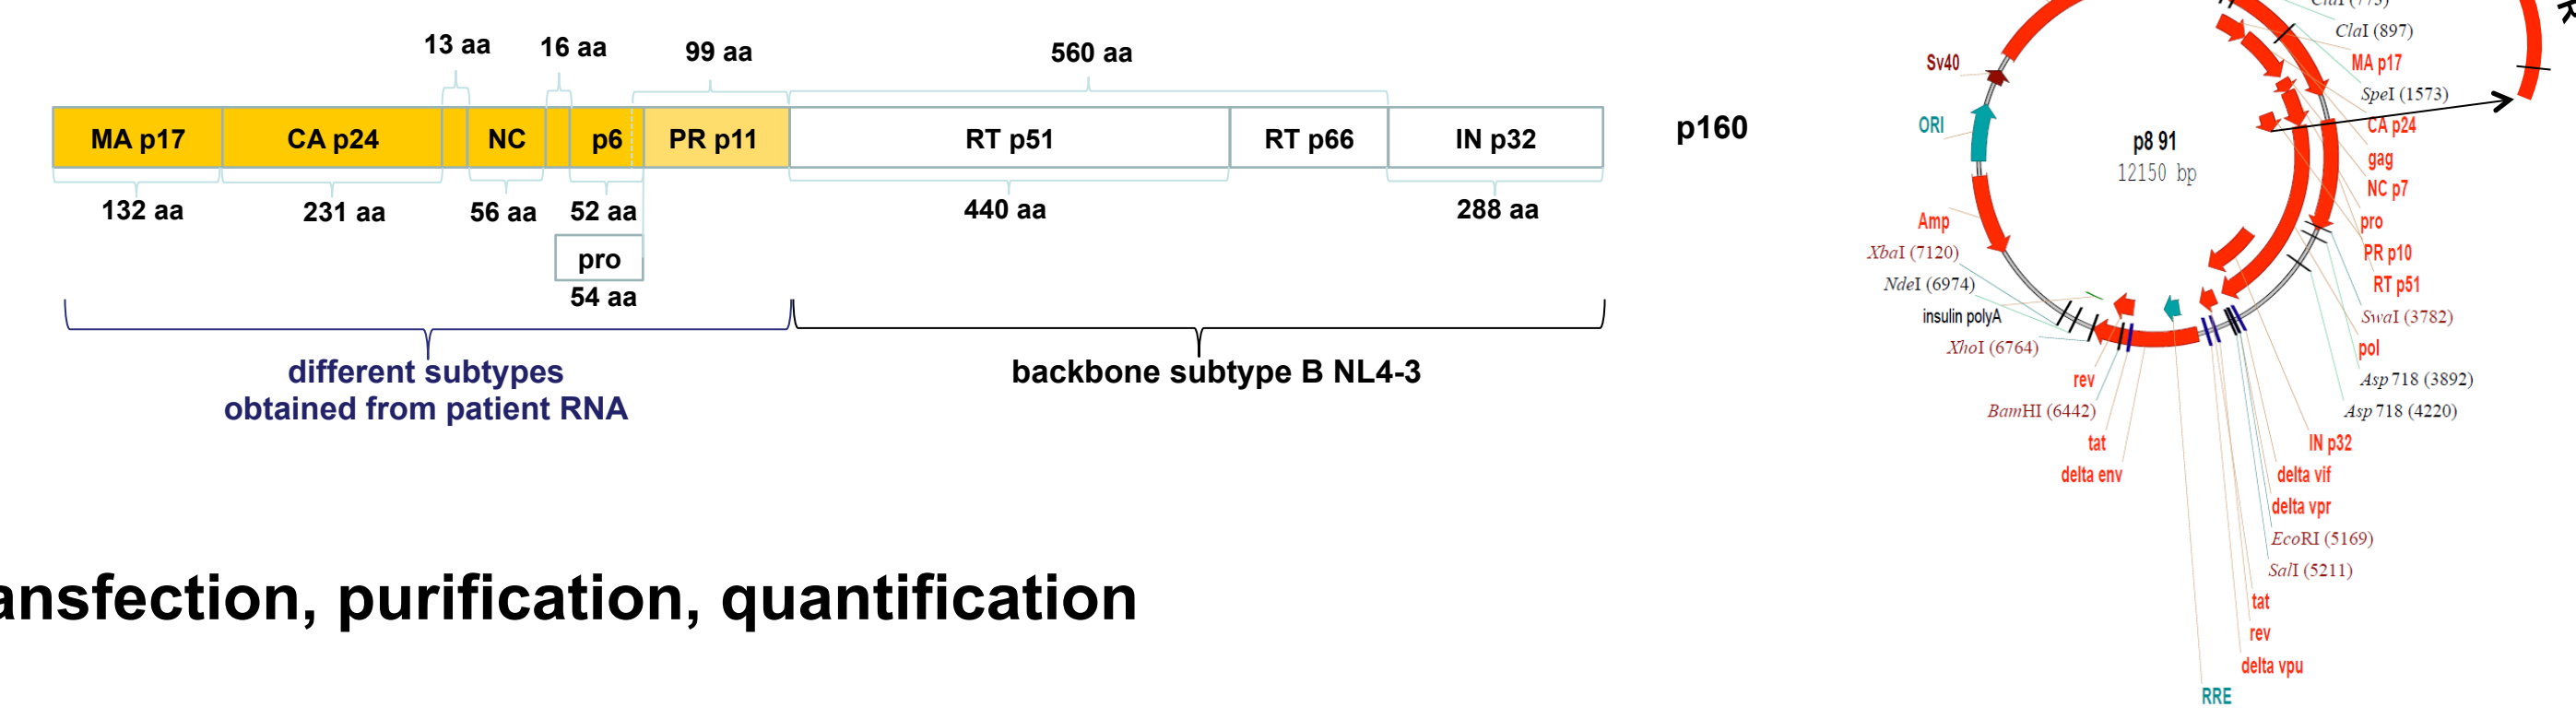 13 aa
16 aa
99 aa
560 aa
MA p17
CA p24
NC
p6
PR p11
RT p51
RT p66
IN p32
p160
132 aa
231 aa
56 aa
52 aa
440 aa
288 aa
pro
54 aa
different subtypes
obtained from patient RNA
backbone subtype B NL4-3
ansfection, purification, quantification
p8 91
12150 bp
Sv40
ORI
Amp
XbaI (7120)
NdeI (6974)
insulin polyA
XhoI (6764)
rev
BamHI (6442)
tat
delta env
ClaI (897)
MA p17
SpeI (1573)
CA p24
gag
NC p7
pro
PR p10
RT p51
SwaI (3782)
pol
Asp718 (3892)
Asp718 (4220)
IN p32
delta vif
delta vpr
EcoRI (5169)
SalI (5211)
tat
rev
delta vpu
RRE